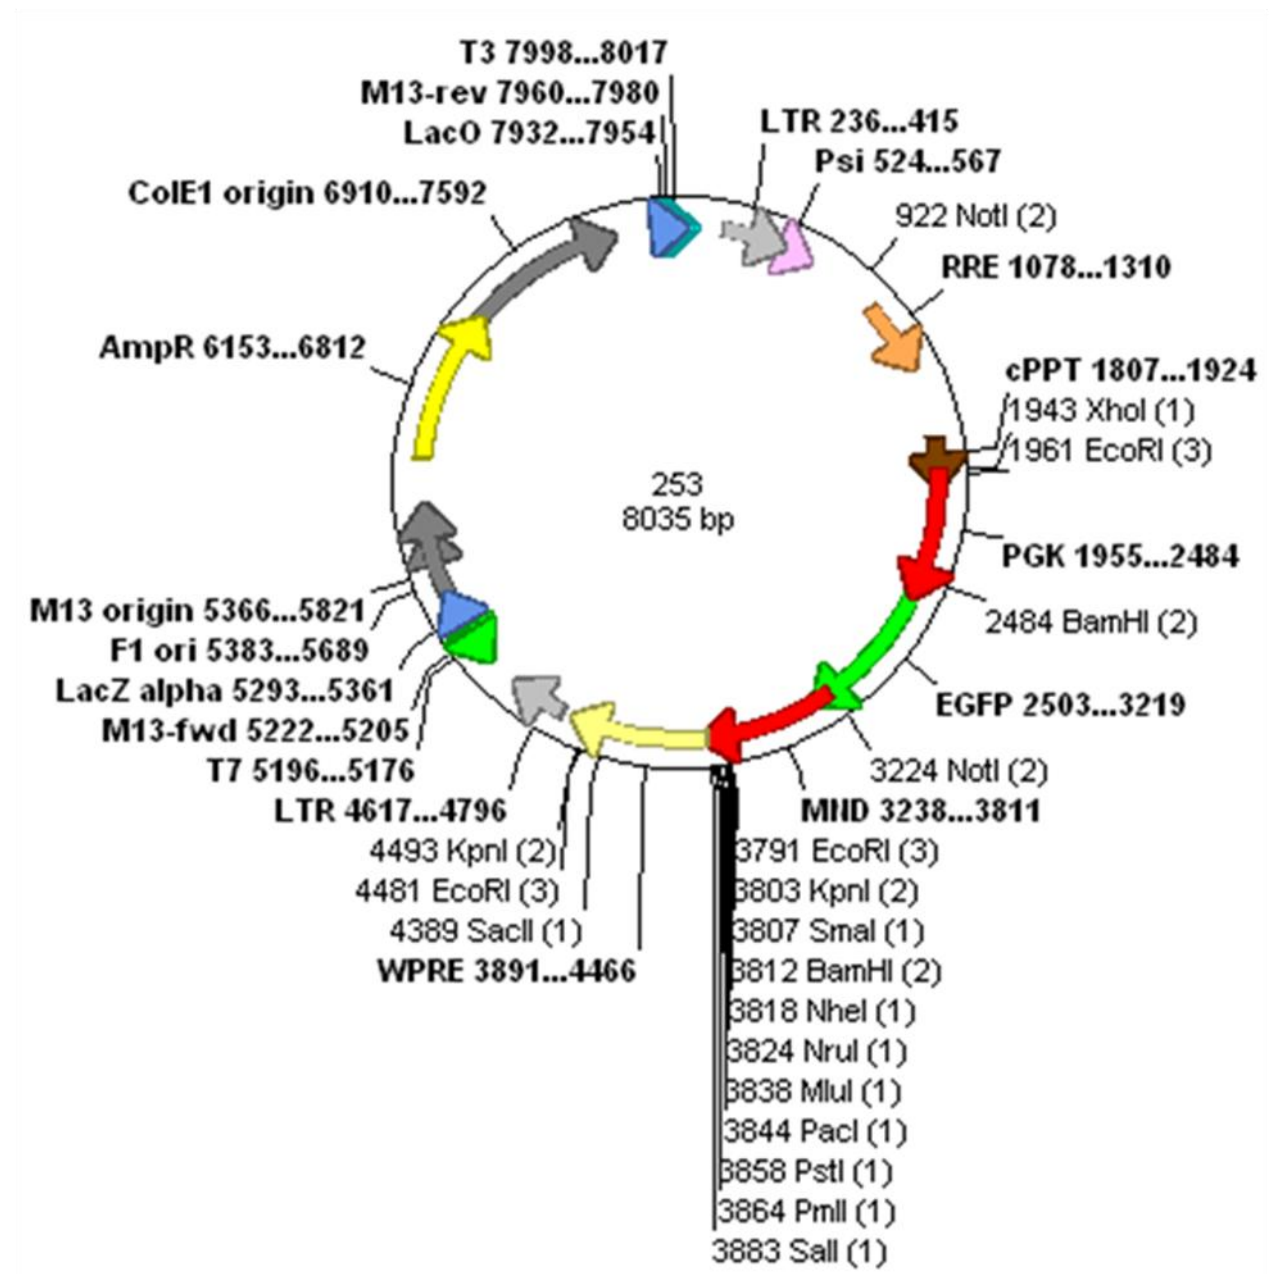 T3 7998...8017
M13-rev 7960...7980
LacO 7932...7954
LTR 236...415
Psi 524...567
ColE1 origin 6910...7592
922 NotI (2)
RRE 1078...1310
AmpR 6153...6812
cPPT 1807...1924
1943 XhoI (1)
1961 EcoRI (3)
253
8035 bp
PGK 1955...2484
M13 origin 5366...5821
2484 BamHI (2)
F1 ori 5383...5689
LacZ alpha 5293...5361
EGFP 2503...3219
M13-fwd 5222...5205
T7 5196...5176
3224 NotI (2)
LTR 4617...4796
MND 3238...3811
4493 KpnI (2)
3791 EcoRI (3)
4481 EcoRI (3)
3803 KpnI (2)
4389 SacII (1)
3807 SmaI (1)
WPRE 3891...4466
3812 BamHI (2)
3818 NheI (1)
3824 NruI (1)
3838 MluI (1)
3844 PacI (1)
3858 PstI (1)
3864 PmlI (1)
3883 SalI (1)